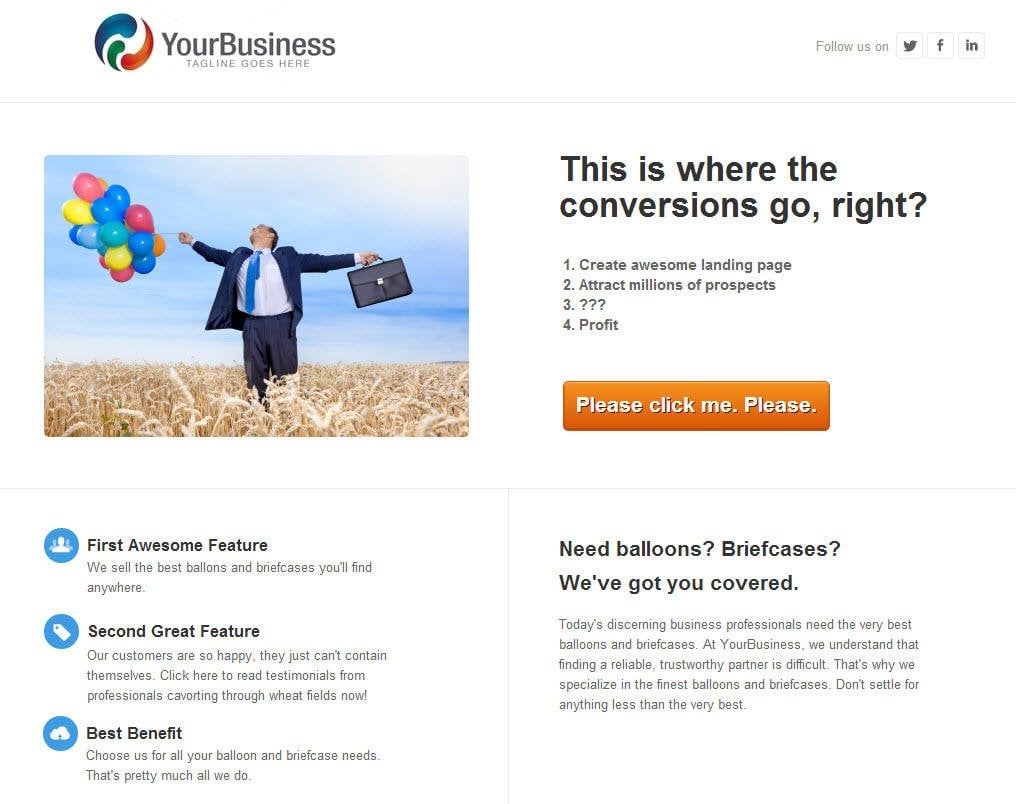 YourBusiness
TAGLINE GOES HERE
Follow us on
This is where the
conversions go, right?
1. Create awesome landing page
2. Attract millions of prospects
3. ???
4. Profit
Please click me. Please.
First Awesome Feature
We sell the best ballons and briefcases you'll find
anywhere.
Second Great Feature
Our customers are so happy, they just can't contain
themselves. Click here to read testimonials from
professionals cavorting through wheat fields now!
Best Benefit
Choose us for all your balloon and briefcase needs.
That's pretty much all we do.
Need balloons? Briefcases?
We've got you covered.
Today's discerning business professionals need the very best
balloons and briefcases. At YourBusiness, we understand that
finding a reliable, trustworthy partner is difficult. That's why we
specialize in the finest balloons and briefcases. Don't settle for
anything less than the very best.